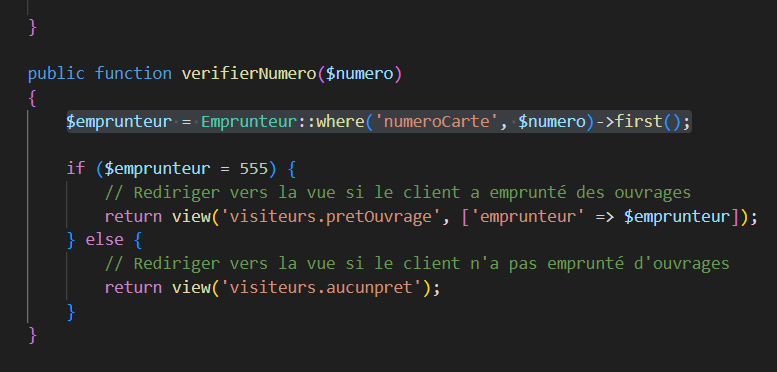 }
public function verifierNumero($numero)
{
$emprunteur = Emprunteur::where('numeroCarte', $numero)->first();
if ($emprunteur = 555) {
// Rediriger vers la vue si le client a emprunté des ouvrages
return view('visiteurs.pretOuvrage', ['emprunteur' => $emprunteur]);
} else {
// Rediriger vers la vue si le client n'a pas emprunté d'ouvrages
return view('visiteurs.aucunpret');
}
}